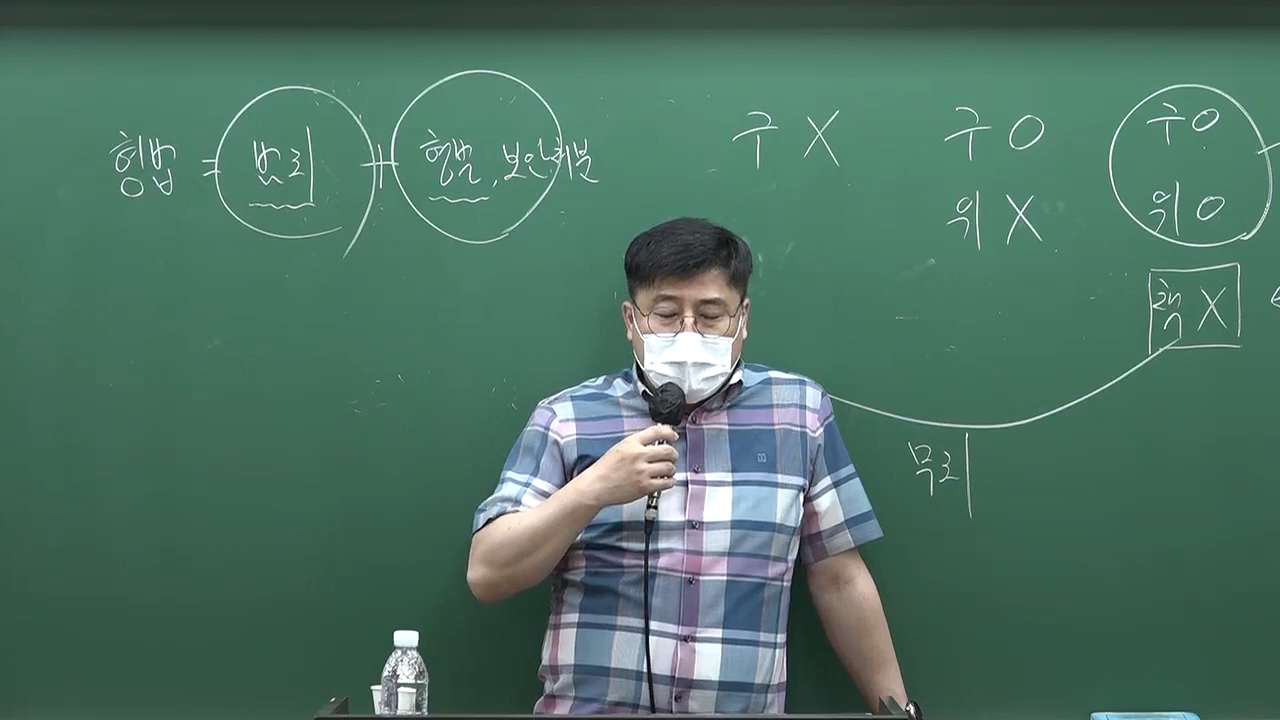 형법 = 범죄 + 형벌, 보안처분
구 X
구 O
위 X
구 O
위 O
책 X
무죄